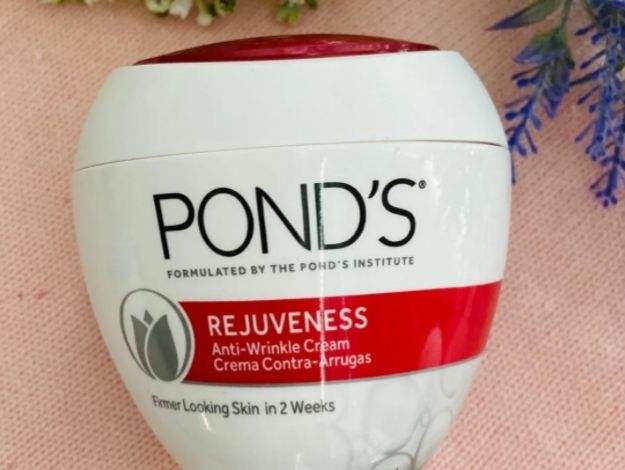 POND'S®
FORMULATED BY THE POND'S INSTITUTE
REJUVENESS
Anti-Wrinkle Cream
Crema Contra-Arrugas
Firmer Looking Skin in 2 Weeks